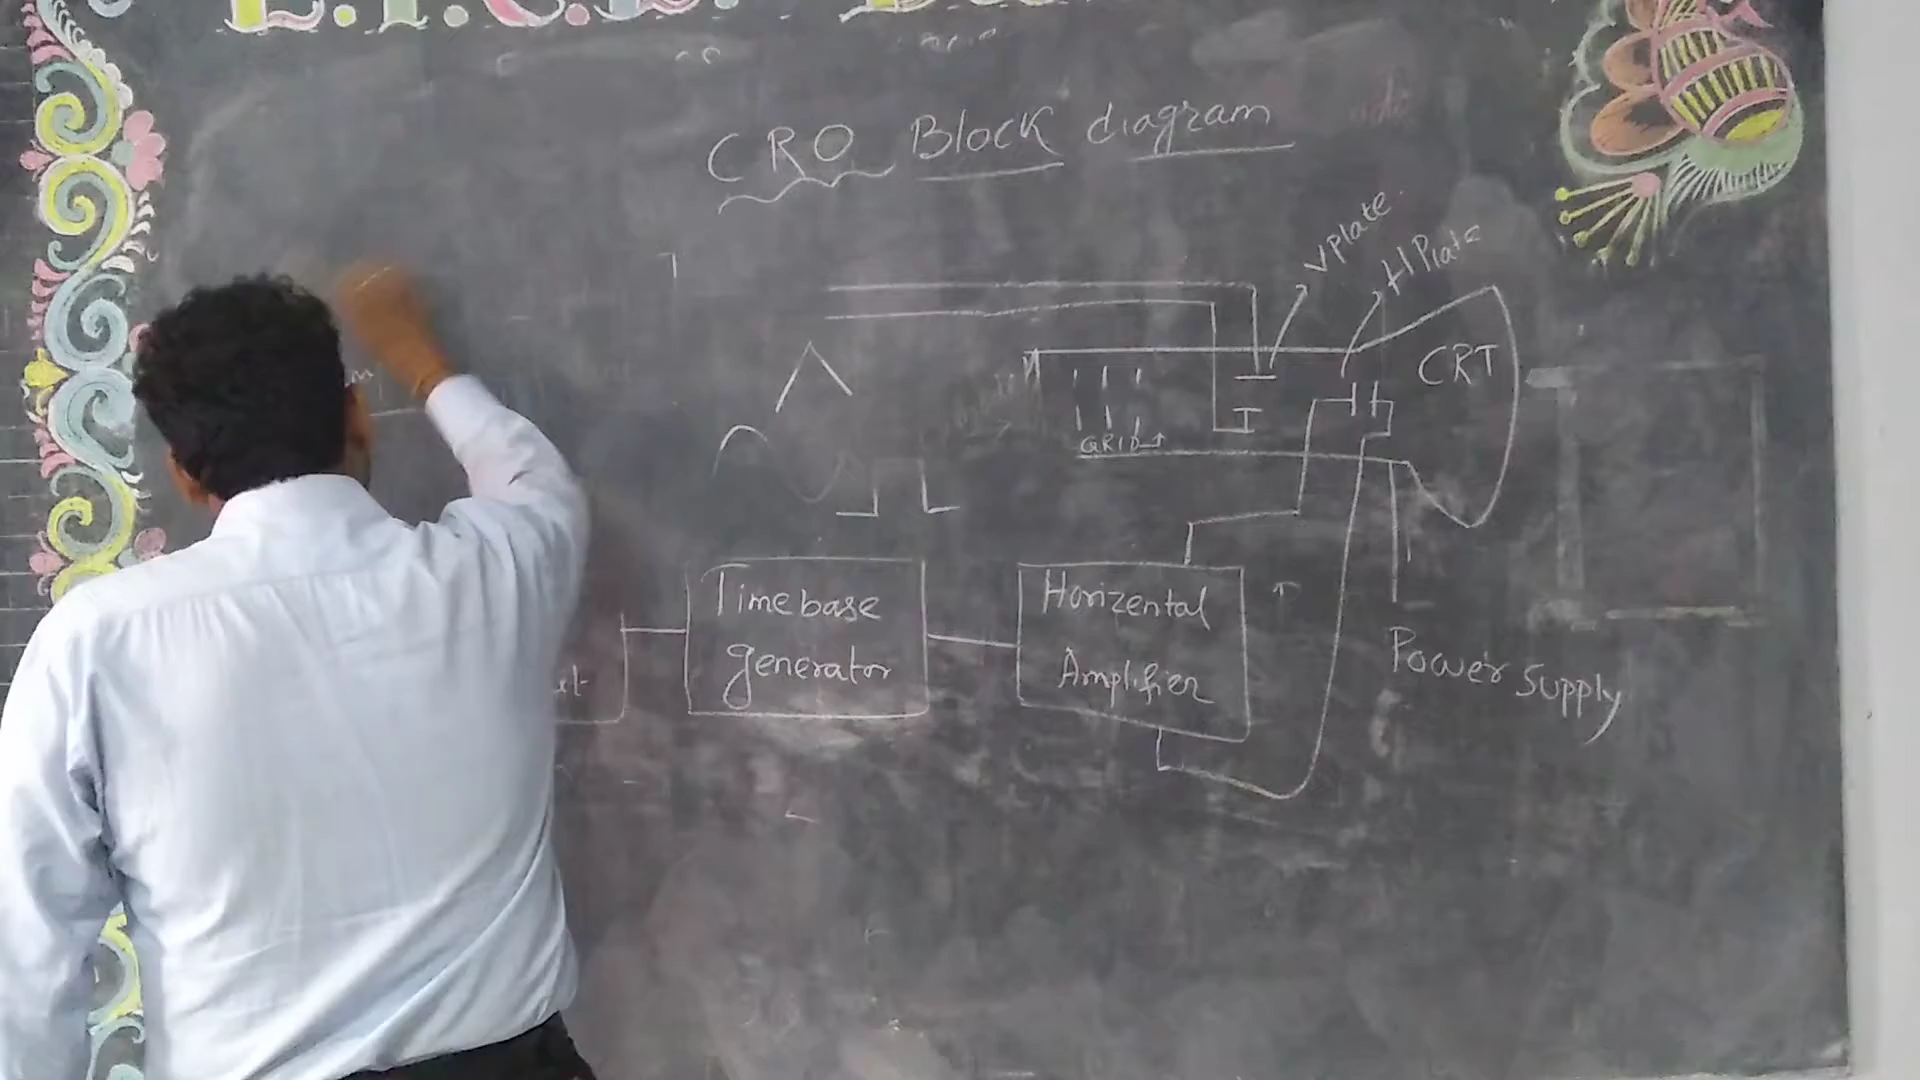 CRO Block diagram
V Plate
H Plate
CRT
GRID
Timebase
generator
Horizental
Amplifier
Power Supply